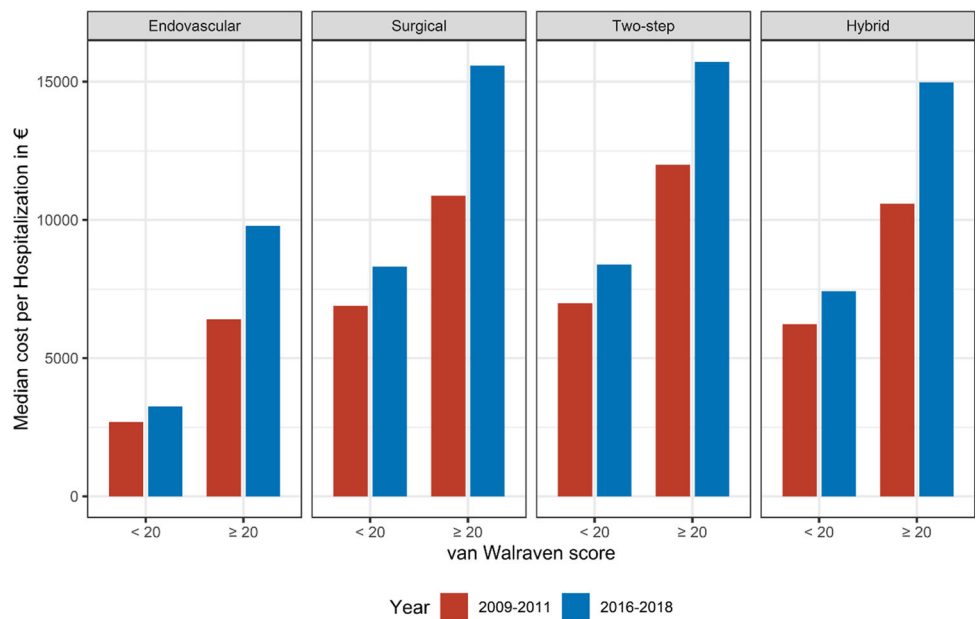 Endovascular Surgical Two-step Hybrid
Median cost per Hospitalization in €
15000
10000
5000
0
< 20 ≥ 20 < 20 ≥ 20 < 20 ≥ 20 < 20 ≥ 20
van Walraven score
Year 2009-2011 2016-2018